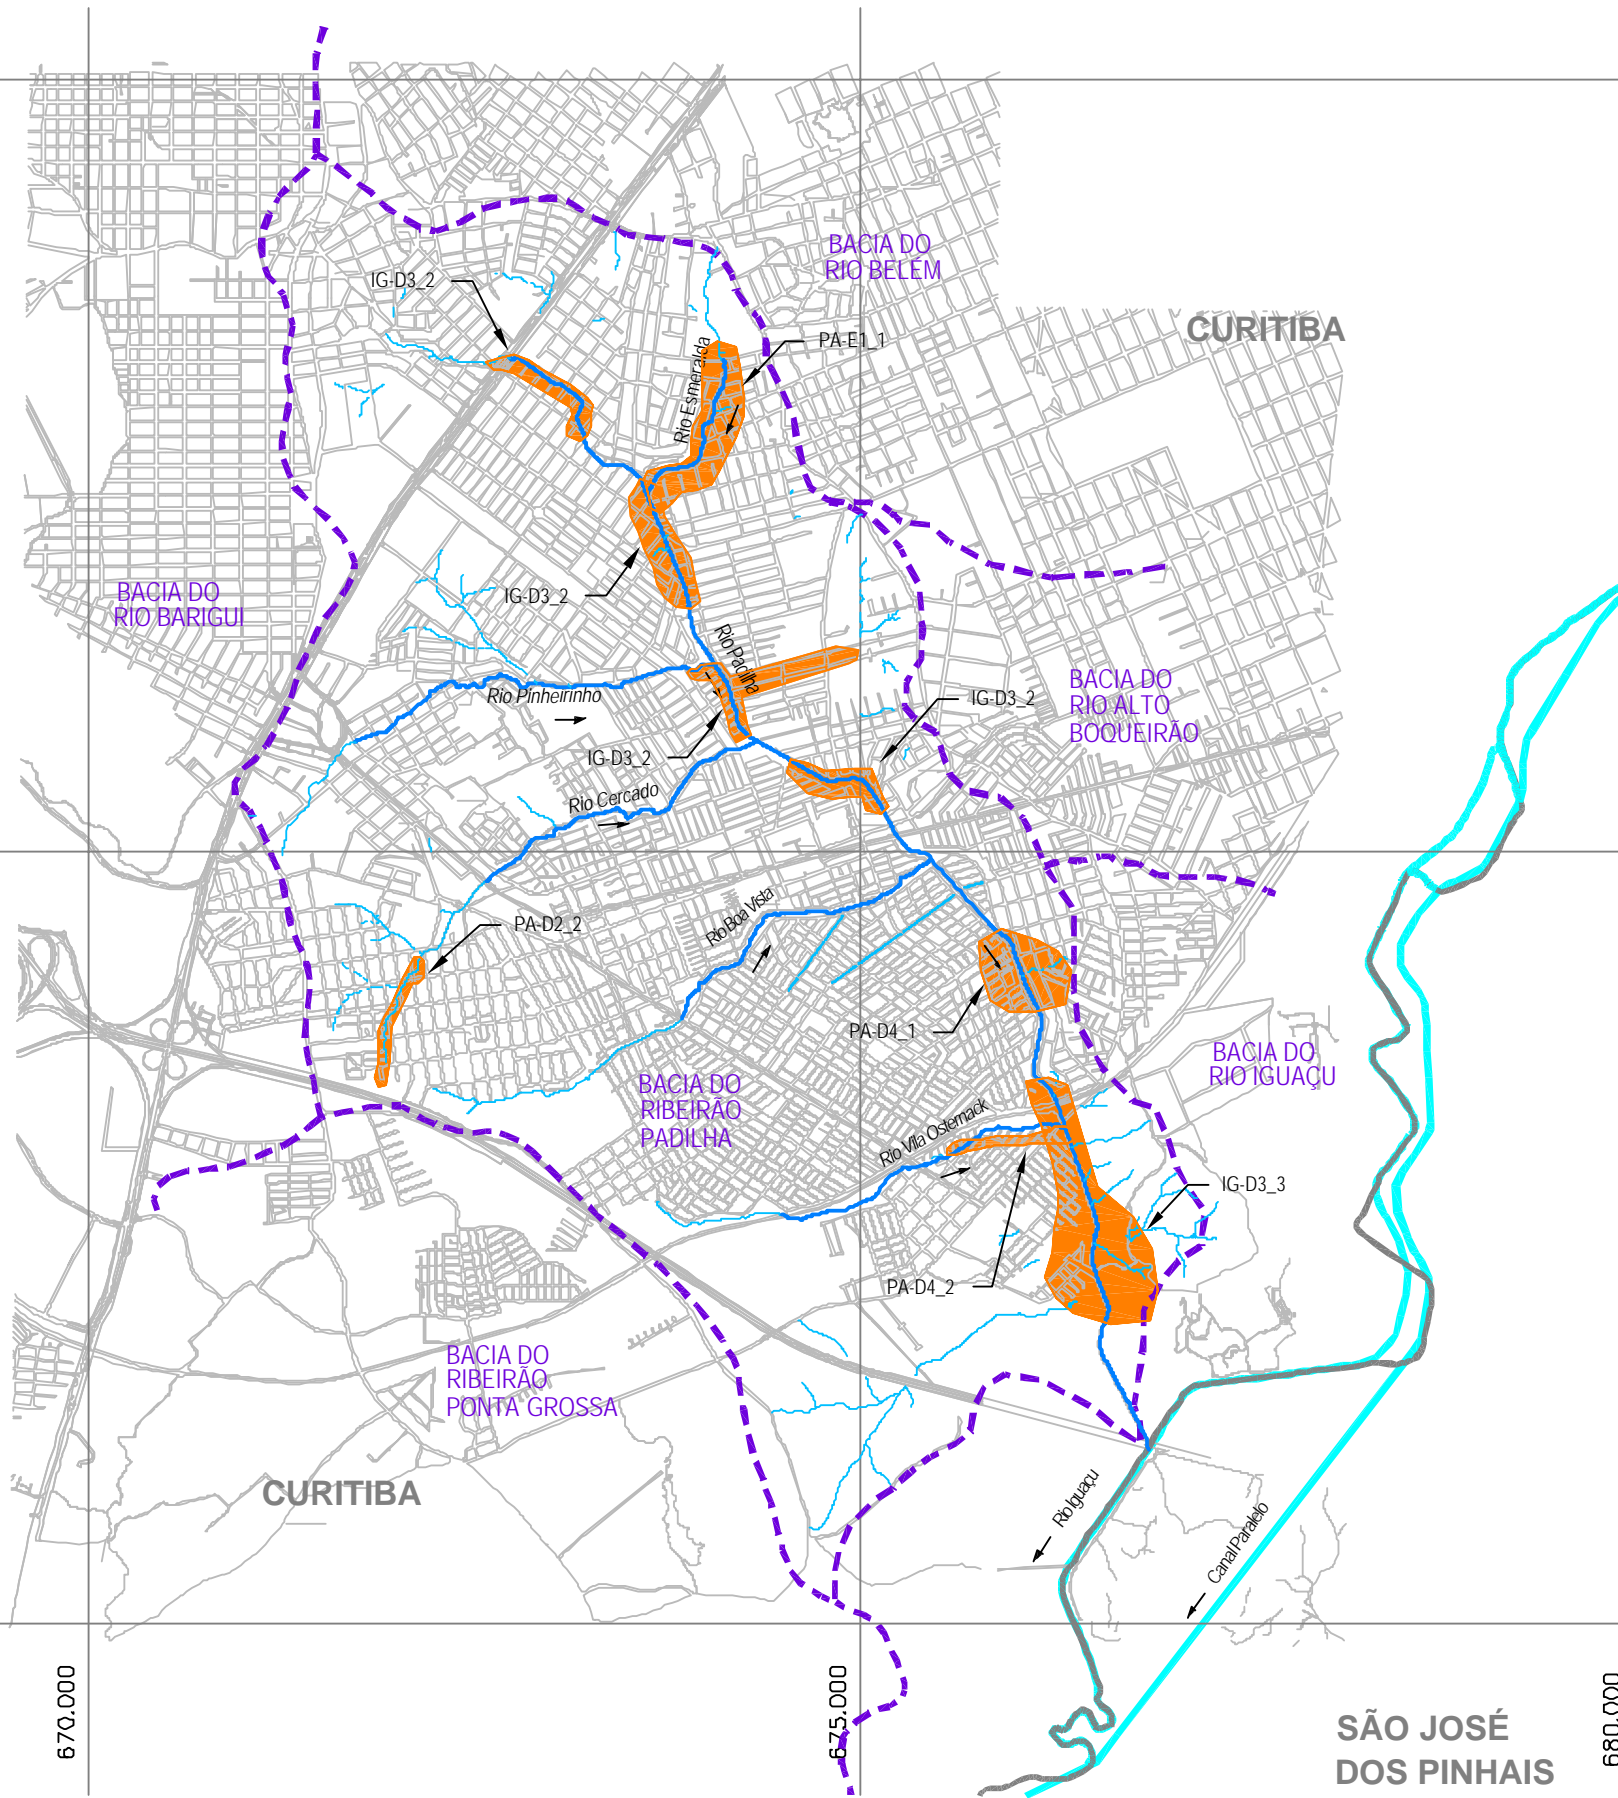 BACIA DO
RIO BELÉM
IG-D3_2
CURITIBA
PA-E1_1
Rio Esmeralda
BACIA DO
RIO BARIGUI
IG-D3_2
Rio Padilha
BACIA DO
RIO ALTO
BOQUEIRÃO
IG-D3_2
Rio Pinheirinho
IG-D3_2
Rio Cercado
PA-D2_2
Rio Boa Vista
PA-D4_1
BACIA DO
RIO IGUAÇU
BACIA DO
RIBEIRÃO
PADILHA
Rio Vila Osternack
IG-D3_3
PA-D4_2
BACIA DO
RIBEIRÃO
PONTA GROSSA
CURITIBA
Rio Iguaçu
Canal Paralelo
670.000
675.000
680.000
SÃO JOSÉ
DOS PINHAIS